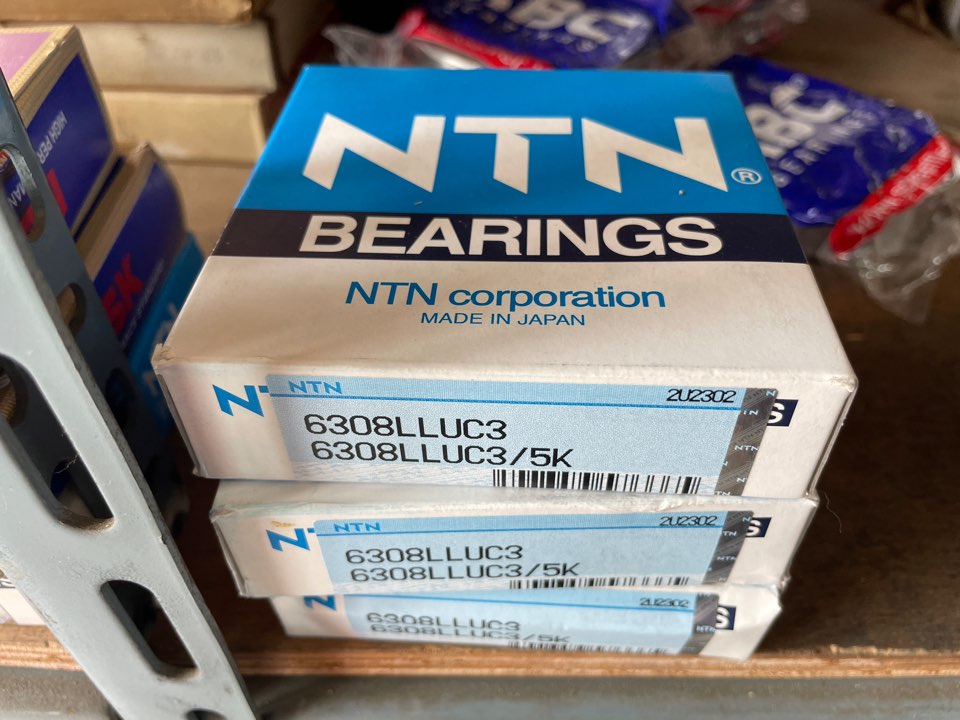 NTN®
BEARINGS
NTN corporation
MADE IN JAPAN
NTN
2U2302
6308LLUC3
6308LLUC3/5K
NTN
2U2302
6308LLUC3
6308LLUC3/5K
2U2302
6308LLUC3
6308LLUC3/5K